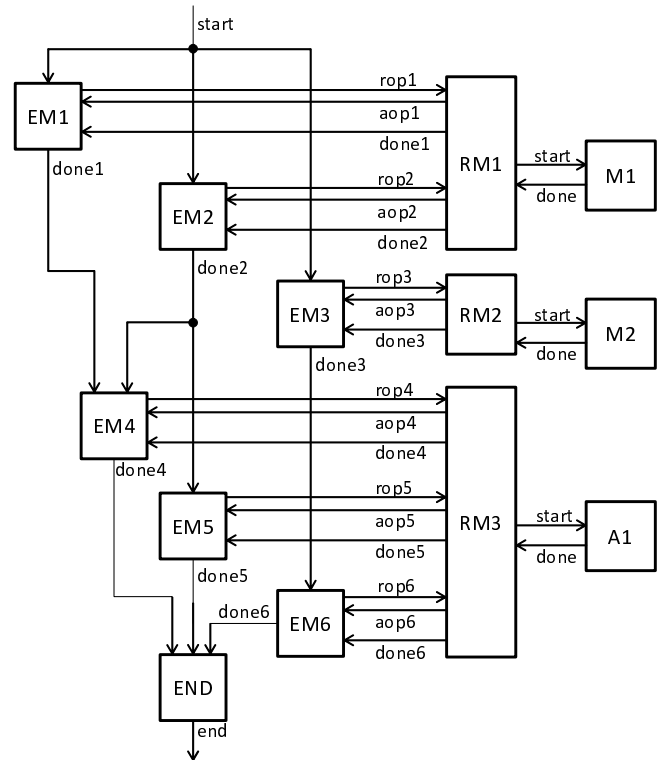 start
rop1
EM1
aop1
done1
done1
RM1
start
M1
rop2
done
EM2
aop2
done2
done2
rop3
EM3
aop3
RM2
start
M2
done3
done
done3
rop4
EM4
aop4
done4
done4
rop5
EM5
aop5
RM3
start
A1
done5
done
done5
rop6
done6
EM6
aop6
done6
END
end